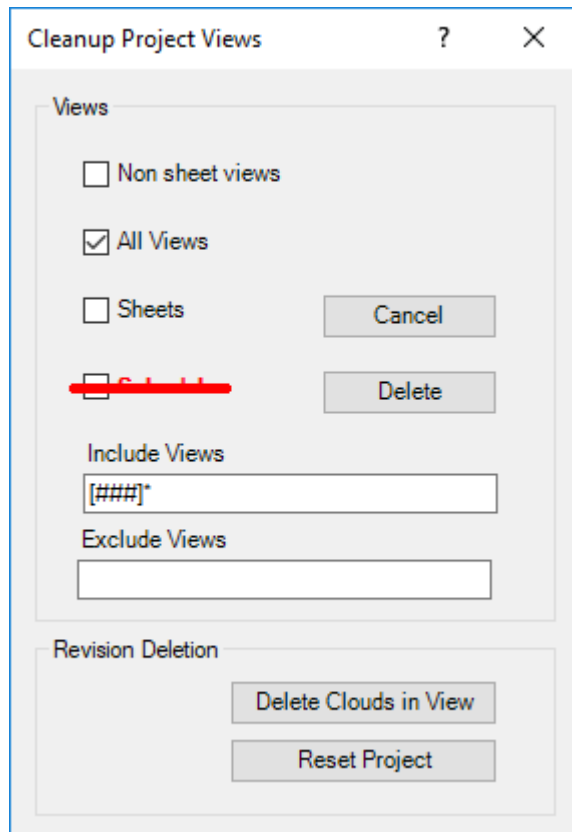 Cleanup Project Views ?
Views
Non sheet views
All Views
Sheets
Cancel
Delete
Include Views
[###]*
Exclude Views
Revision Deletion
Delete Clouds in View
Reset Project